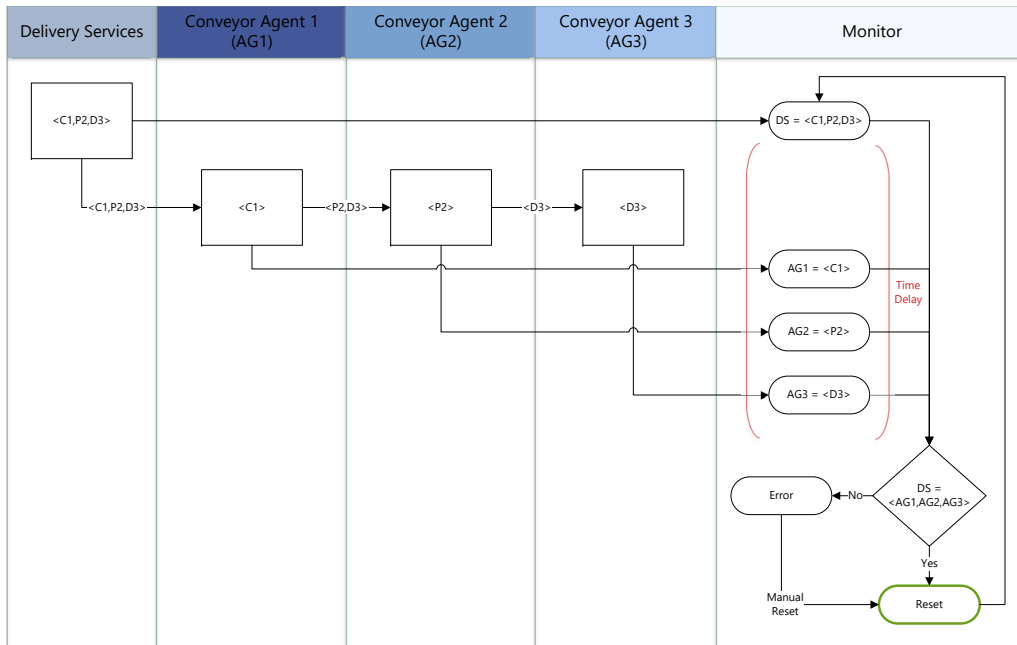 Delivery Services
Conveyor Agent 1
(AG1)
Conveyor Agent 2
(AG2)
Conveyor Agent 3
(AG3)
Monitor
<C1,P2,D3>
DS = <C1,P2,D3>
<C1,P2,D3>
<C1>
<P2,D3>
<P2>
<D3>
<D3>
AG1 = <C1>
Time
Delay
AG2 = <P2>
AG3 = <D3>
DS =
<AG1,AG2,AG3>
No
Error
Yes
Manual
Reset
Reset